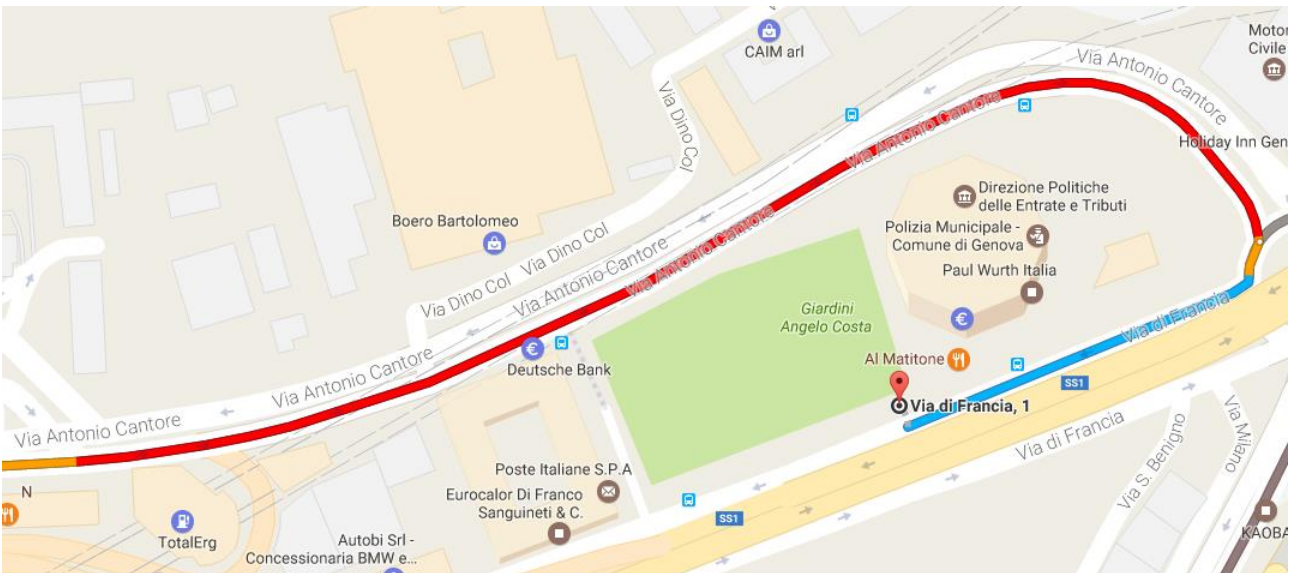 CAIM arl
Motor
Civile
Via Antonio Cantore
Via Dino Col
Via Antonio Cantore
Holiday Inn Gen
Direzione Politiche
delle Entrate e Tributi
Boero Bartolomeo
Polizia Municipale -
Comune di Genova
Via Dino Col
Via Antonio Cantore
Via Antonio Cantore
Paul Wurth Italia
Via Dino Col
Via Antonio Cantore
Giardini
Angelo Costa
Via di Francia
€
€
Deutsche Bank
Al Matitone
SS1
Via Antonio Cantore
Via di Francia, 1
Via Antonio Cantore
Via di Francia
Via Milano
Via S. Benigno
Poste Italiane S.P.A
N
Eurocalor Di Franco
Sanguineti & C.
SS1
TotalErg
Autobi Srl -
Concessionaria BMW e...
KAOBA